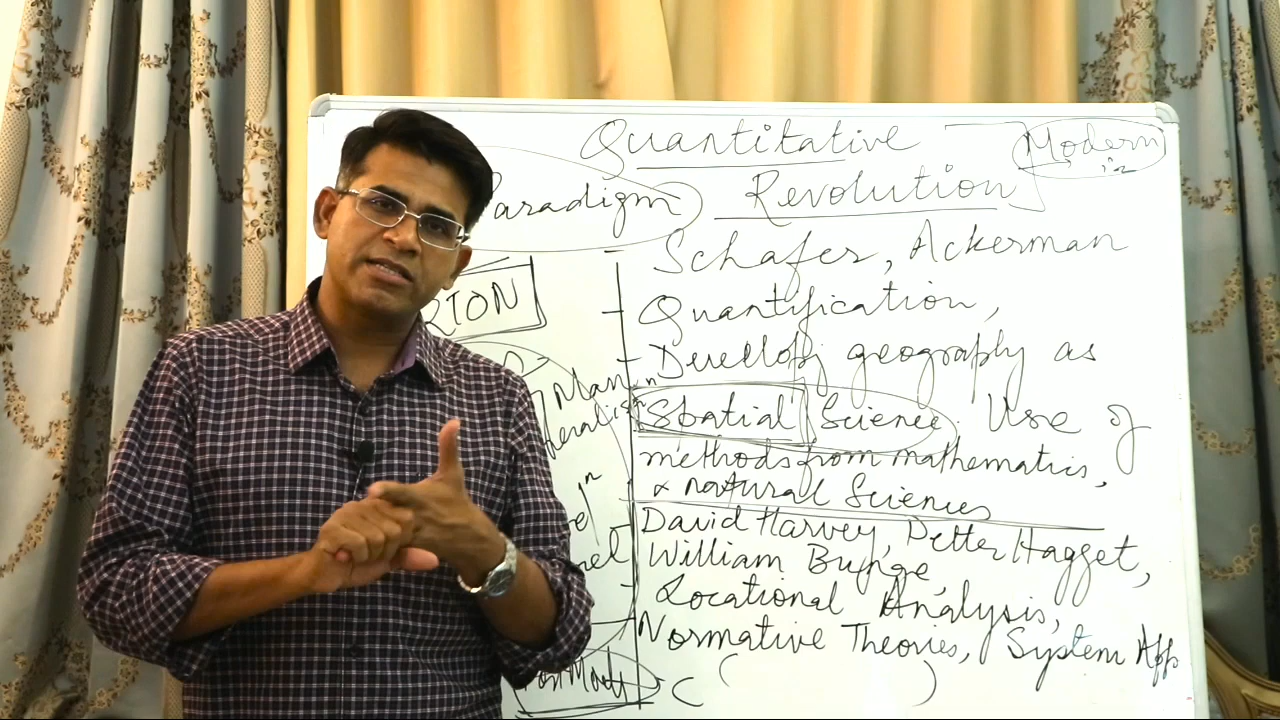 Quantitative
Modern
Paradigm
Revolution
Schafer, Ackerman
Quantification,
Develop geography as
Spatial Science. Use of
methods from mathematics,
& natural Sciences
David Harvey, Petter Hagget,
William Bunge,
Locational Analysis,
Normative Theories, System App